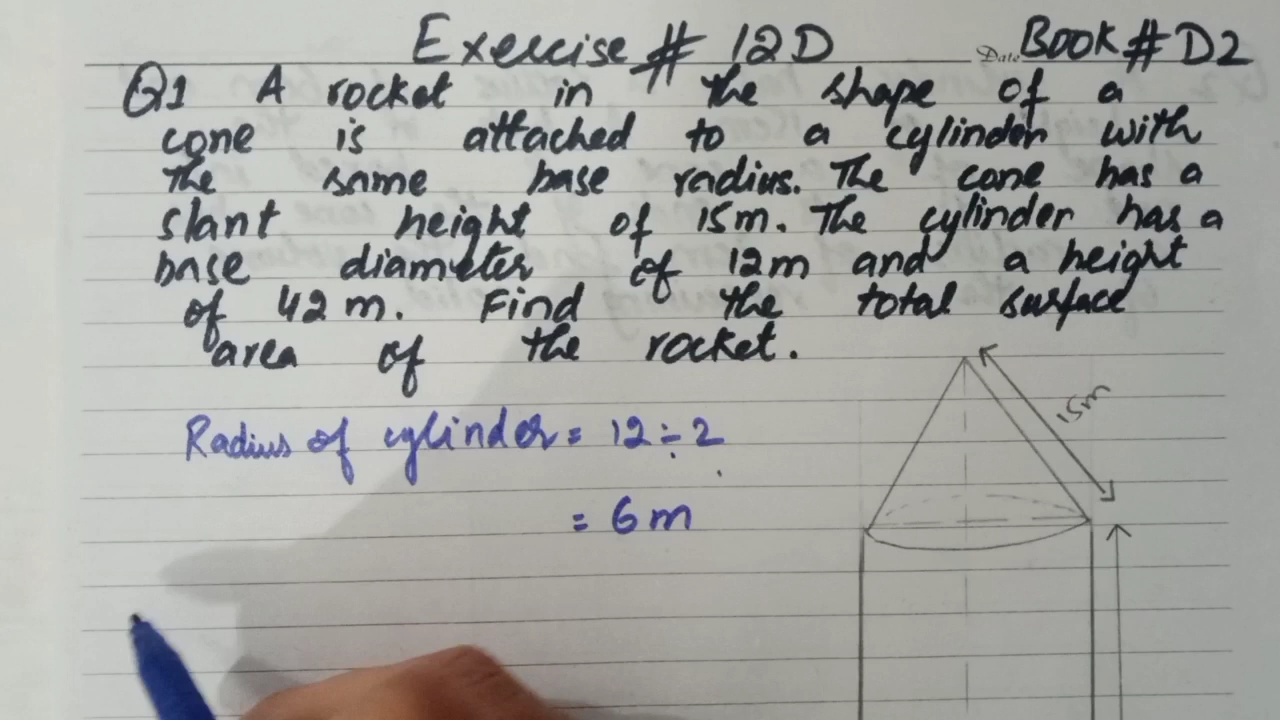 Exercise # 12D
Date Book # D2
Q1 A rocket in the shape of a
cone is attached to a cylinder with
the same base radius. The cone has a
slant height of 15m. The cylinder has a
base diameter of 12m and a height
of 42m. Find the total surface
area of the rocket.
15m
Radius of cylinder = 12 ÷ 2
= 6m